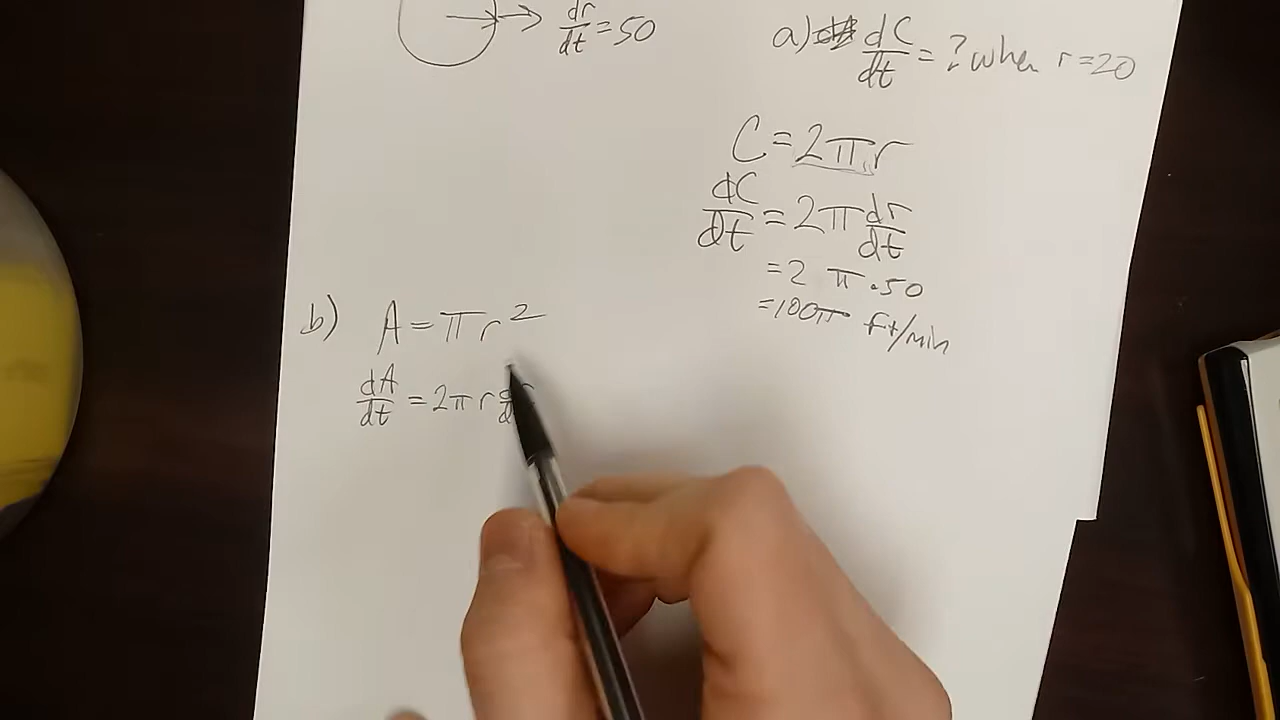 dr/dt = 50
a) dC/dt = ? when r = 20
C = 2πr
dC/dt = 2π dr/dt
= 2 π · 50
= 100π ft/min
b) A = πr²
dA/dt = 2πr